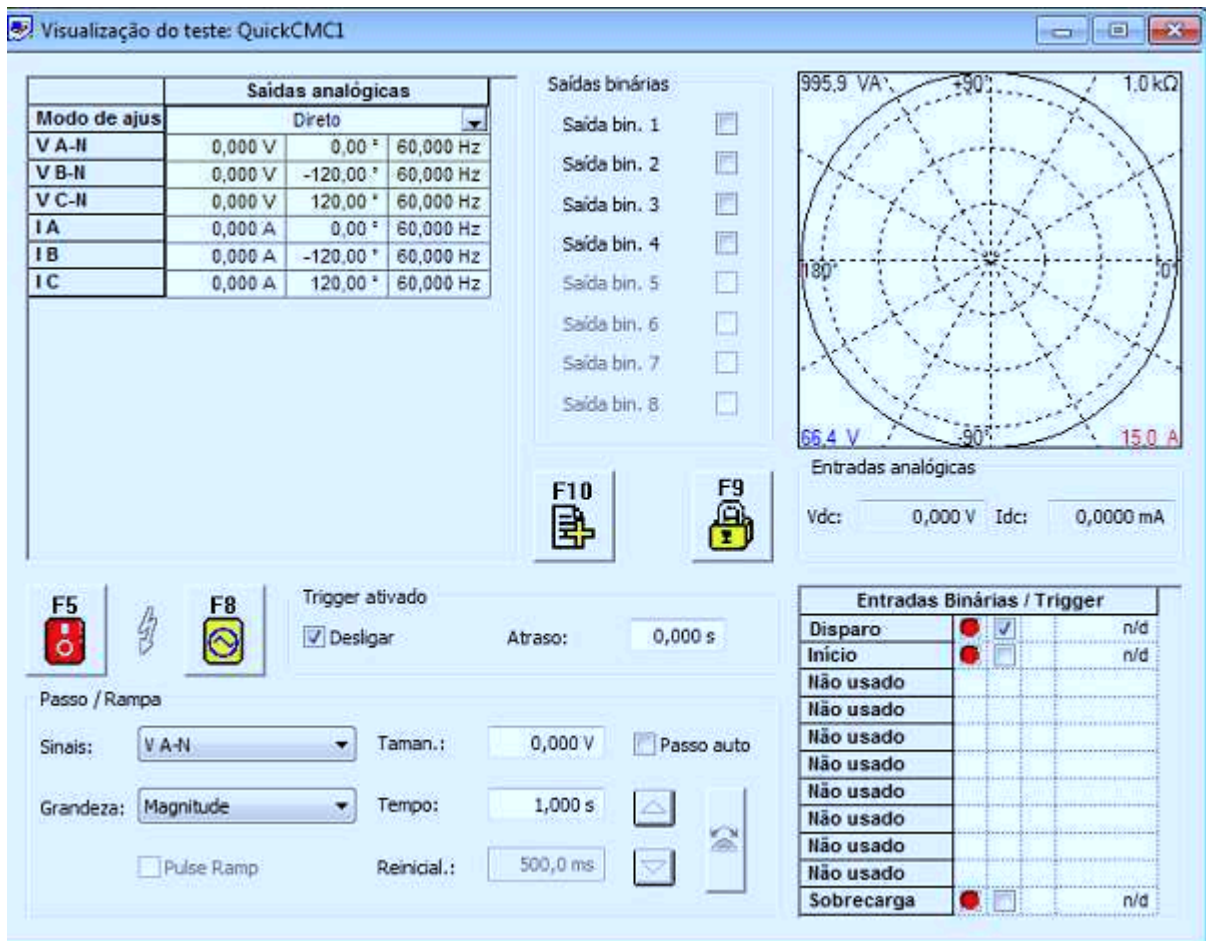 Visualização do teste: QuickCMC1
Saídas analógicas
Modo de ajus Direto
V A-N 0,000 V 0,00 ° 60,000 Hz
V B-N 0,000 V -120,00 ° 60,000 Hz
V C-N 0,000 V 120,00 ° 60,000 Hz
I A 0,000 A 0,00 ° 60,000 Hz
I B 0,000 A -120,00 ° 60,000 Hz
I C 0,000 A 120,00 ° 60,000 Hz
Saídas binárias
Saída bin. 1
Saída bin. 2
Saída bin. 3
Saída bin. 4
Saída bin. 5
Saída bin. 6
Saída bin. 7
Saída bin. 8
995,9 VA +90° 1,0 kΩ
180° 0°
66,4 V -90° 15,0 A
F10 F9
Entradas analógicas
Vdc: 0,000 V Idc: 0,0000 mA
F5 F8
Trigger ativado
Desligar Atraso: 0,000 s
Passo / Rampa
Sinais: V A-N Taman.: 0,000 V Passo auto
Grandeza: Magnitude Tempo: 1,000 s
Pulse Ramp Reinicial.: 500,0 ms
Entradas Binárias / Trigger
Disparo n/d
Início n/d
Não usado
Não usado
Não usado
Não usado
Não usado
Não usado
Não usado
Não usado
Sobrecarga n/d